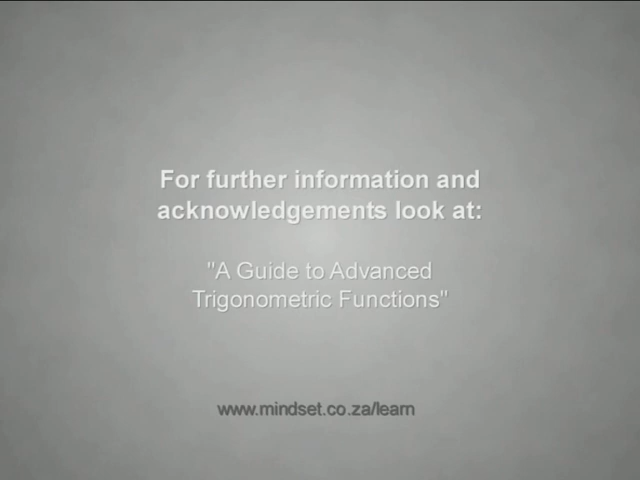 For further information and
acknowledgements look at:
"A Guide to Advanced
Trigonometric Functions"
www.mindset.co.za/learn